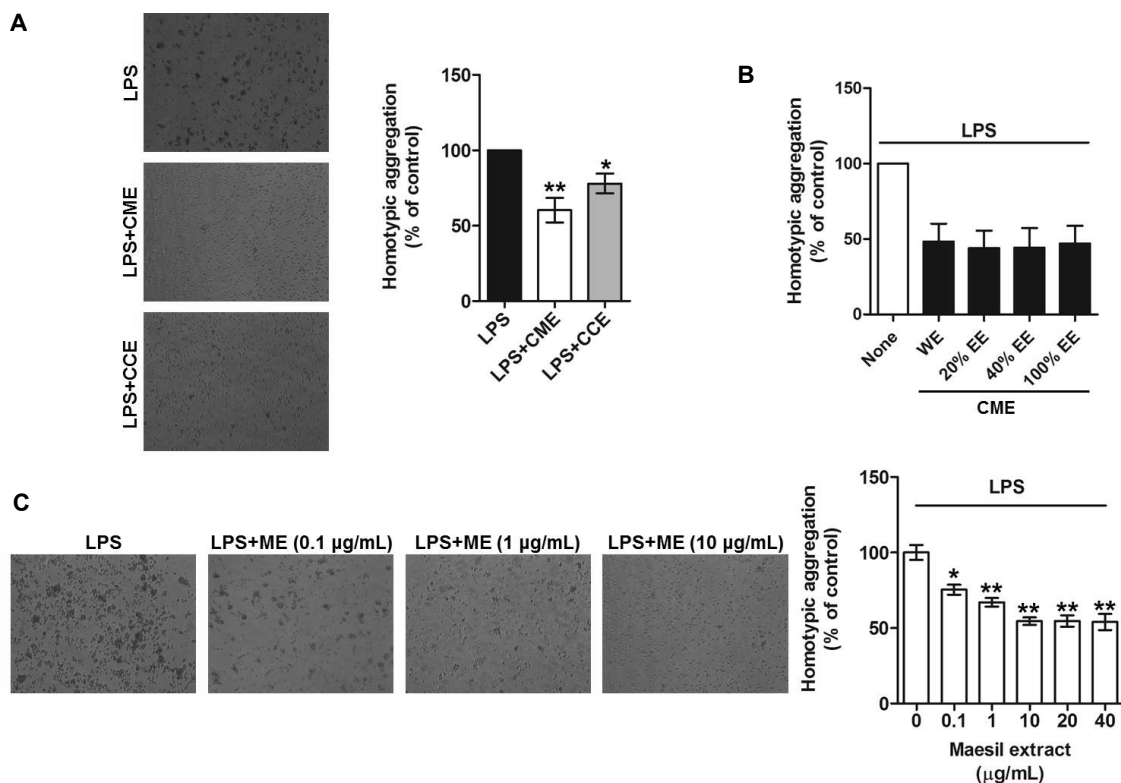 A
LPS
LPS+CME
LPS+CCE
Homotypic aggregation
(% of control)
150
100
50
0
**
*
LPS
LPS+CME
LPS+CCE
B
Homotypic aggregation
(% of control)
150
100
50
0
LPS
None
WE
20% EE
40% EE
100% EE
CME
C
LPS
LPS+ME (0.1 µg/mL)
LPS+ME (1 µg/mL)
LPS+ME (10 µg/mL)
Homotypic aggregation
(% of control)
150
100
50
0
LPS
*
**
**
**
**
0 0.1 1 10 20 40
Maesil extract
(µg/mL)